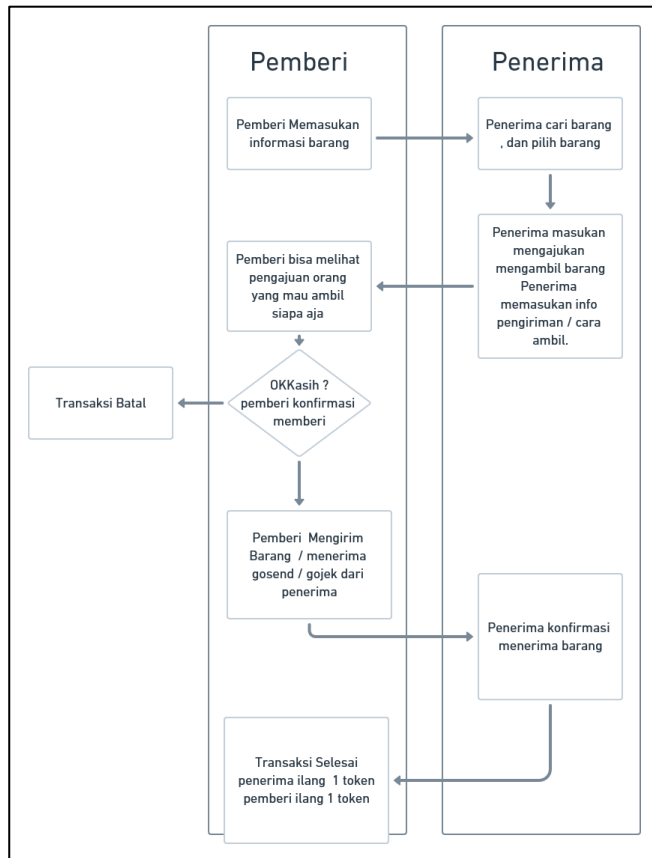 Pemberi
Penerima
Pemberi Memasukan
informasi barang
Penerima cari barang
, dan pilih barang
Penerima masukan
mengajukan
mengambil barang
Penerima
memasukan info
pengiriman / cara
ambil.
Pemberi bisa melihat
pengajuan orang
yang mau ambil
siapa aja
OKKasih ?
pemberi konfirmasi
memberi
Transaksi Batal
Pemberi Mengirim
Barang / menerima
gosend / gojek dari
penerima
Penerima konfirmasi
menerima barang
Transaksi Selesai
penerima ilang 1 token
pemberi ilang 1 token